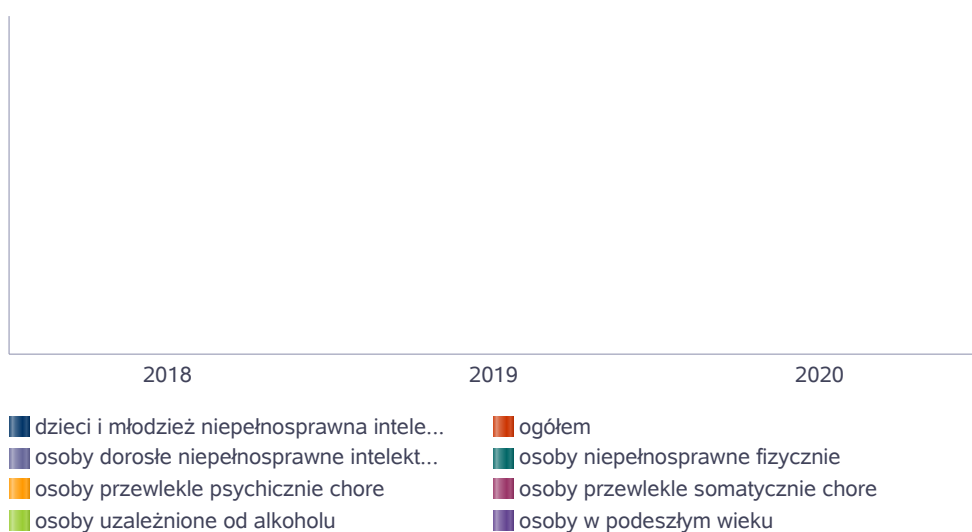 2018 2019 2020
dzieci i młodzież niepełnosprawna intele... ogółem
osoby dorosłe niepełnosprawne intelekt... osoby niepełnosprawne fizycznie
osoby przewlekle psychicznie chore osoby przewlekle somatycznie chore
osoby uzależnione od alkoholu osoby w podeszłym wieku